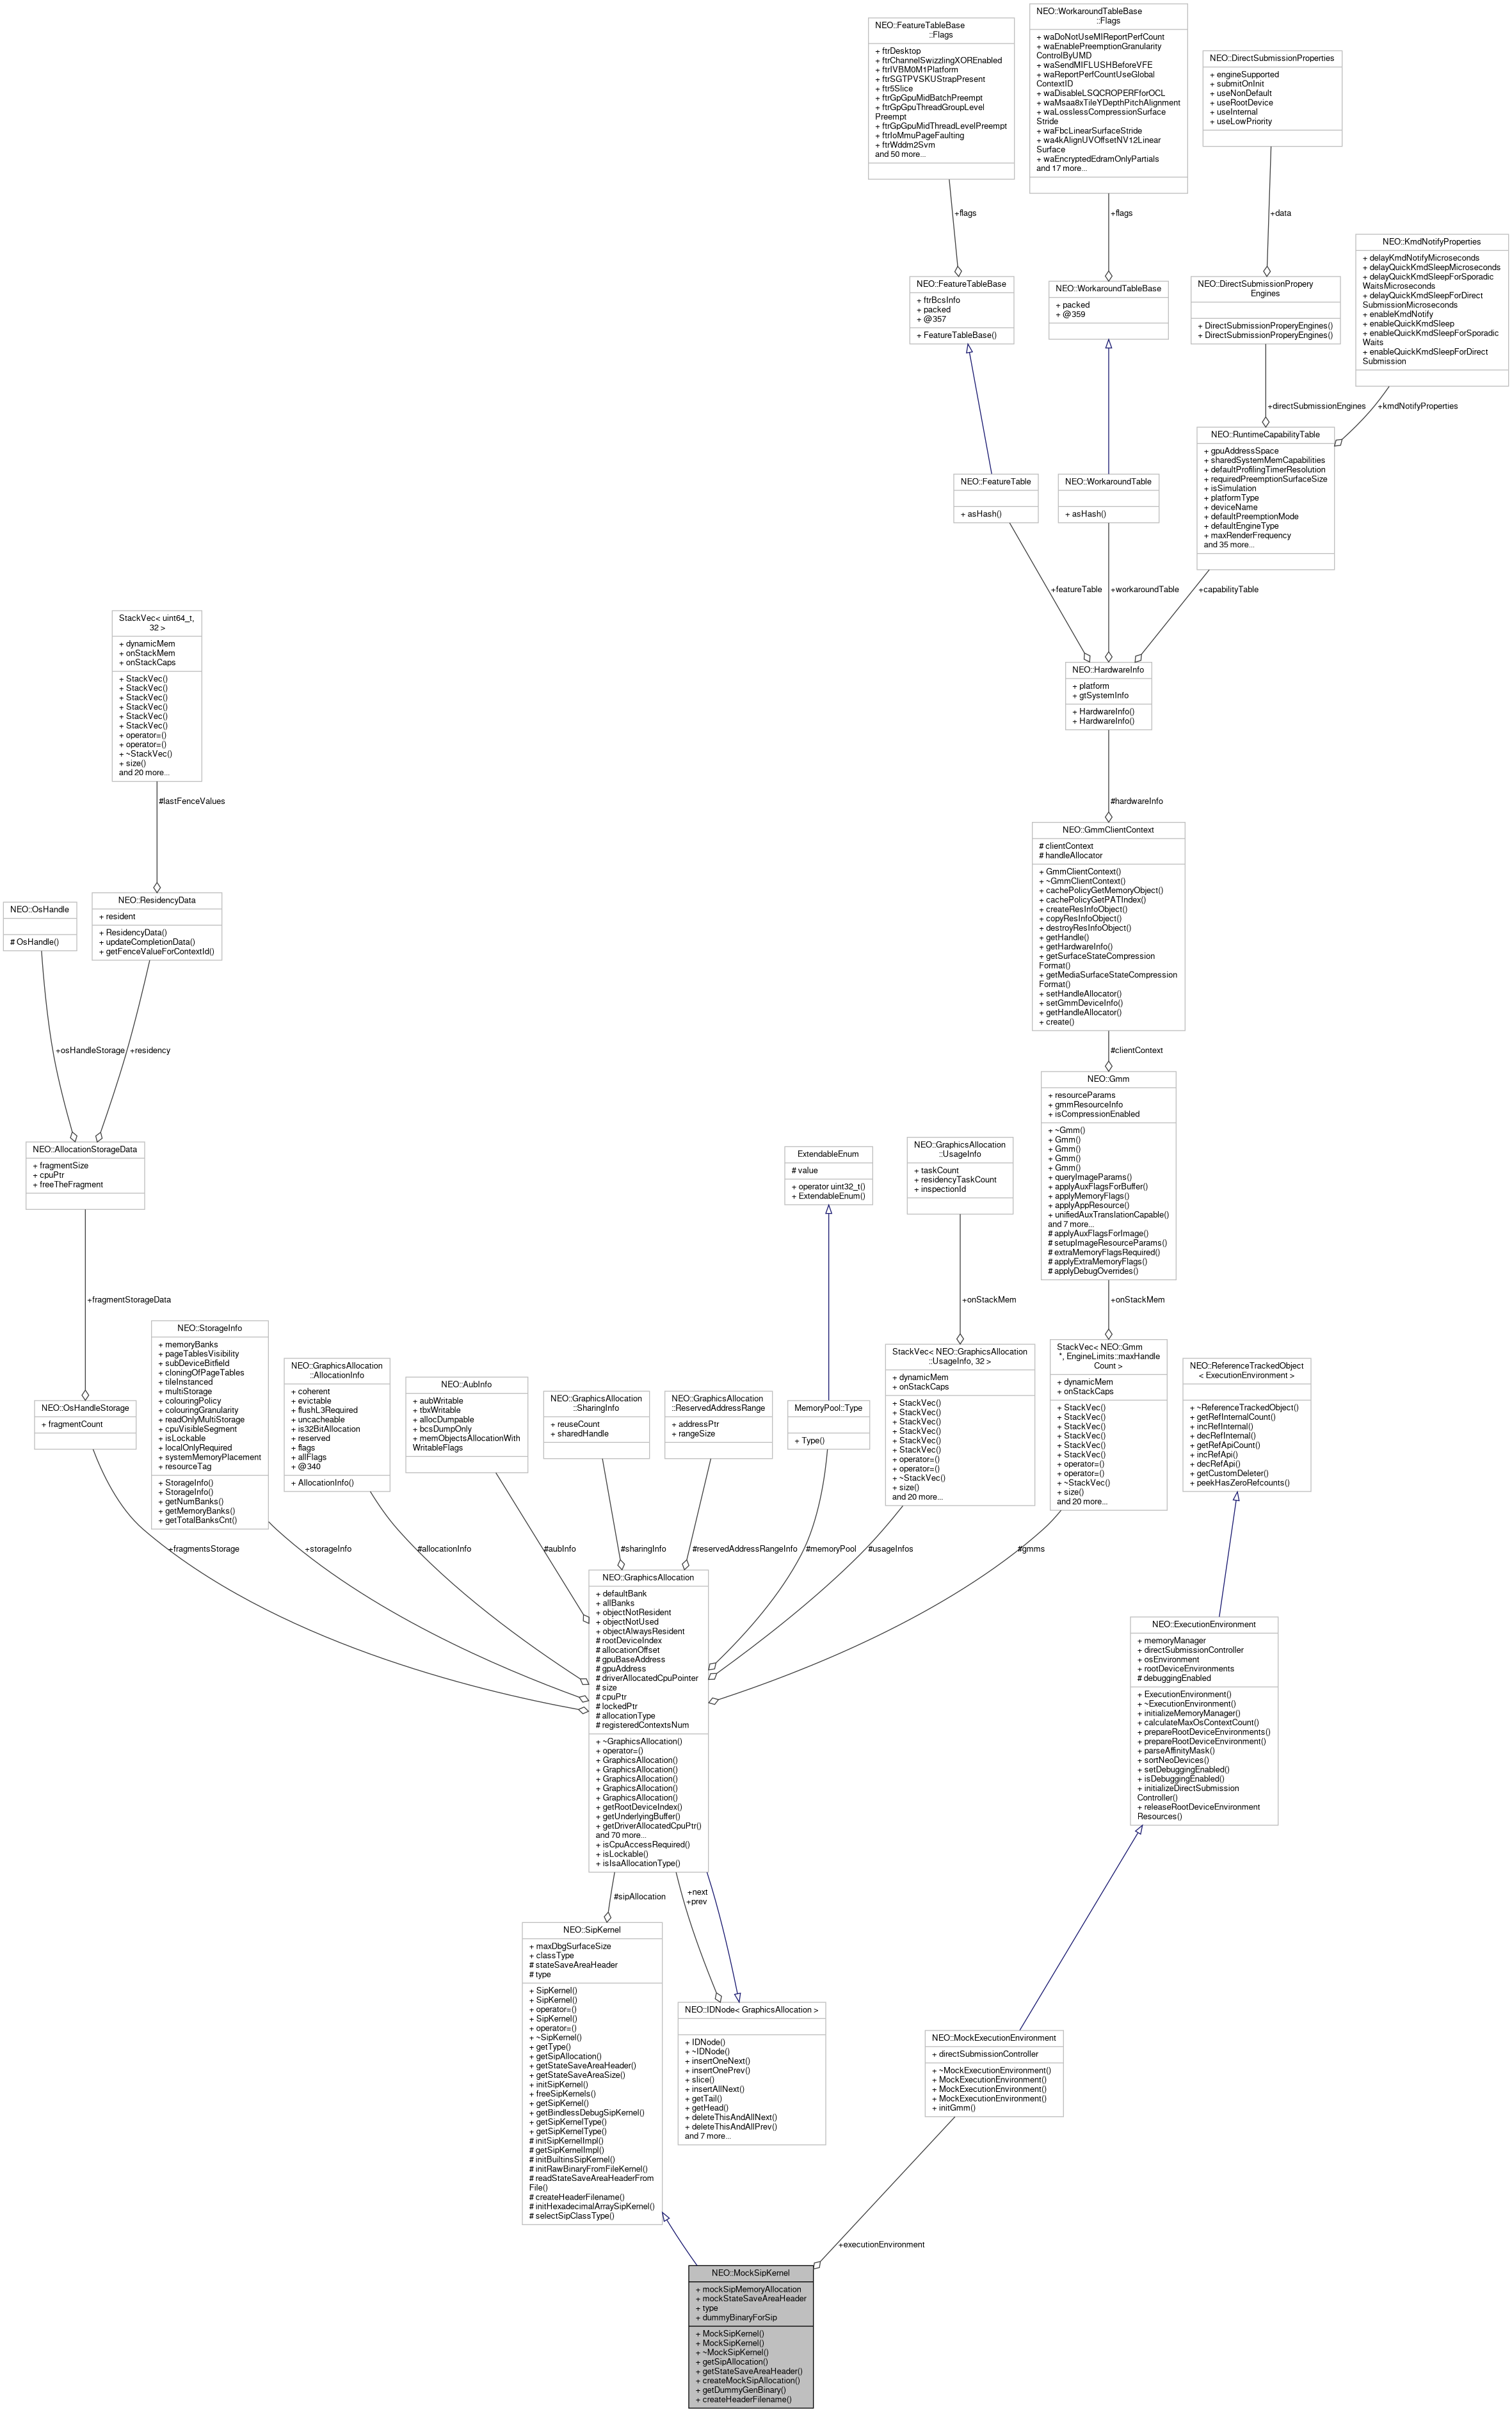 NEO::FeatureTableBase
::Flags
+ ftrDesktop
+ ftrChannelSwizzlingXOREnabled
+ ftrIVBM0M1Platform
+ ftrSGTPVSKUStrapPresent
+ ftr5Slice
+ ftrGpGpuMidBatchPreempt
+ ftrGpGpuThreadGroupLevel
Preempt
+ ftrGpGpuMidThreadLevelPreempt
+ ftrIoMmuPageFaulting
+ ftrWddm2Svm
and 50 more...
NEO::WorkaroundTableBase
::Flags
+ waDoNotUseMIReportPerfCount
+ waEnablePreemptionGranularity
ControlByUMD
+ waSendMIFLUSHBeforeVFE
+ waReportPerfCountUseGlobal
ContextID
+ waDisableLSQCROPERFforOCL
+ waMsaa8xTileYDepthPitchAlignment
+ waLosslessCompressionSurface
Stride
+ waFbcLinearSurfaceStride
+ wa4kAlignUVOffsetNV12Linear
Surface
+ waEncryptedEdramOnlyPartials
and 17 more...
NEO::DirectSubmissionProperties
+ engineSupported
+ submitOnInit
+ useNonDefault
+ useRootDevice
+ useInternal
+ useLowPriority
+flags
+flags
+data
NEO::KmdNotifyProperties
+ delayKmdNotifyMicroseconds
+ delayQuickKmdSleepMicroseconds
+ delayQuickKmdSleepForSporadic
WaitsMicroseconds
+ delayQuickKmdSleepForDirect
SubmissionMicroseconds
+ enableKmdNotify
+ enableQuickKmdSleep
+ enableQuickKmdSleepForSporadic
Waits
+ enableQuickKmdSleepForDirect
Submission
NEO::FeatureTableBase
+ ftrBcsInfo
+ packed
+ @357
+ FeatureTableBase()
NEO::WorkaroundTableBase
+ packed
+ @359
NEO::DirectSubmissionPropery
Engines
+ DirectSubmissionProperyEngines()
+ DirectSubmissionProperyEngines()
+directSubmissionEngines
+kmdNotifyProperties
NEO::FeatureTable
+ asHash()
NEO::WorkaroundTable
+ asHash()
NEO::RuntimeCapabilityTable
+ gpuAddressSpace
+ sharedSystemMemCapabilities
+ defaultProfilingTimerResolution
+ requiredPreemptionSurfaceSize
+ isSimulation
+ platformType
+ deviceName
+ defaultPreemptionMode
+ defaultEngineType
+ maxRenderFrequency
and 35 more...
+featureTable
+workaroundTable
+capabilityTable
StackVec< uint64_t,
32 >
+ dynamicMem
+ onStackMem
+ onStackCaps
+ StackVec()
+ StackVec()
+ StackVec()
+ StackVec()
+ StackVec()
+ StackVec()
+ operator=()
+ operator=()
+ ~StackVec()
+ size()
and 20 more...
NEO::HardwareInfo
+ platform
+ gtSystemInfo
+ HardwareInfo()
+ HardwareInfo()
#lastFenceValues
#hardwareInfo
NEO::OsHandle
# OsHandle()
NEO::ResidencyData
+ resident
+ ResidencyData()
+ updateCompletionData()
+ getFenceValueForContextId()
NEO::GmmClientContext
# clientContext
# handleAllocator
+ GmmClientContext()
+ ~GmmClientContext()
+ cachePolicyGetMemoryObject()
+ cachePolicyGetPATIndex()
+ createResInfoObject()
+ copyResInfoObject()
+ destroyResInfoObject()
+ getHandle()
+ getHardwareInfo()
+ getSurfaceStateCompression
Format()
+ getMediaSurfaceStateCompression
Format()
+ setHandleAllocator()
+ setGmmDeviceInfo()
+ getHandleAllocator()
+ create()
+osHandleStorage
+residency
#clientContext
NEO::AllocationStorageData
+ fragmentSize
+ cpuPtr
+ freeTheFragment
ExtendableEnum
# value
+ operator uint32_t()
+ ExtendableEnum()
NEO::GraphicsAllocation
::UsageInfo
+ taskCount
+ residencyTaskCount
+ inspectionId
NEO::Gmm
+ resourceParams
+ gmmResourceInfo
+ isCompressionEnabled
+ ~Gmm()
+ Gmm()
+ Gmm()
+ Gmm()
+ Gmm()
+ queryImageParams()
+ applyAuxFlagsForBuffer()
+ applyMemoryFlags()
+ applyAppResource()
+ unifiedAuxTranslationCapable()
and 7 more...
# applyAuxFlagsForImage()
# setupImageResourceParams()
# extraMemoryFlagsRequired()
# applyExtraMemoryFlags()
# applyDebugOverrides()
+fragmentStorageData
+onStackMem
+onStackMem
NEO::OsHandleStorage
+ fragmentCount
NEO::StorageInfo
+ memoryBanks
+ pageTablesVisibility
+ subDeviceBitfield
+ cloningOfPageTables
+ tileInstanced
+ multiStorage
+ colouringPolicy
+ colouringGranularity
+ readOnlyMultiStorage
+ cpuVisibleSegment
+ isLockable
+ localOnlyRequired
+ systemMemoryPlacement
+ resourceTag
+ StorageInfo()
+ StorageInfo()
+ getNumBanks()
+ getMemoryBanks()
+ getTotalBanksCnt()
NEO::GraphicsAllocation
::AllocationInfo
+ coherent
+ evictable
+ flushL3Required
+ uncacheable
+ is32BitAllocation
+ reserved
+ flags
+ allFlags
+ @340
+ AllocationInfo()
NEO::AubInfo
+ aubWritable
+ tbxWritable
+ allocDumpable
+ bcsDumpOnly
+ memObjectsAllocationWith
WritableFlags
NEO::GraphicsAllocation
::SharingInfo
+ reuseCount
+ sharedHandle
NEO::GraphicsAllocation
::ReservedAddressRange
+ addressPtr
+ rangeSize
MemoryPool::Type
+ Type()
StackVec< NEO::GraphicsAllocation
::UsageInfo, 32 >
+ dynamicMem
+ onStackCaps
+ StackVec()
+ StackVec()
+ StackVec()
+ StackVec()
+ StackVec()
+ StackVec()
+ operator=()
+ operator=()
+ ~StackVec()
+ size()
and 20 more...
StackVec< NEO::Gmm
*, EngineLimits::maxHandle
Count >
+ dynamicMem
+ onStackCaps
+ StackVec()
+ StackVec()
+ StackVec()
+ StackVec()
+ StackVec()
+ StackVec()
+ operator=()
+ operator=()
+ ~StackVec()
+ size()
and 20 more...
NEO::ReferenceTrackedObject
< ExecutionEnvironment >
+ ~ReferenceTrackedObject()
+ getRefInternalCount()
+ incRefInternal()
+ decRefInternal()
+ getRefApiCount()
+ incRefApi()
+ decRefApi()
+ getCustomDeleter()
+ peekHasZeroRefcounts()
+fragmentsStorage
+storageInfo
#allocationInfo
#aubInfo
#sharingInfo
#reservedAddressRangeInfo
#memoryPool
#usageInfos
#gmms
NEO::GraphicsAllocation
+ defaultBank
+ allBanks
+ objectNotResident
+ objectNotUsed
+ objectAlwaysResident
# rootDeviceIndex
# allocationOffset
# gpuBaseAddress
# gpuAddress
# driverAllocatedCpuPointer
# size
# cpuPtr
# lockedPtr
# allocationType
# registeredContextsNum
+ ~GraphicsAllocation()
+ operator=()
+ GraphicsAllocation()
+ GraphicsAllocation()
+ GraphicsAllocation()
+ GraphicsAllocation()
+ GraphicsAllocation()
+ getRootDeviceIndex()
+ getUnderlyingBuffer()
+ getDriverAllocatedCpuPtr()
and 70 more...
+ isCpuAccessRequired()
+ isLockable()
+ isIsaAllocationType()
NEO::ExecutionEnvironment
+ memoryManager
+ directSubmissionController
+ osEnvironment
+ rootDeviceEnvironments
# debuggingEnabled
+ ExecutionEnvironment()
+ ~ExecutionEnvironment()
+ initializeMemoryManager()
+ calculateMaxOsContextCount()
+ prepareRootDeviceEnvironments()
+ prepareRootDeviceEnvironment()
+ parseAffinityMask()
+ sortNeoDevices()
+ setDebuggingEnabled()
+ isDebuggingEnabled()
+ initializeDirectSubmission
Controller()
+ releaseRootDeviceEnvironment
Resources()
#sipAllocation
+next
+prev
NEO::SipKernel
+ maxDbgSurfaceSize
+ classType
# stateSaveAreaHeader
# type
+ SipKernel()
+ SipKernel()
+ operator=()
+ SipKernel()
+ operator=()
+ ~SipKernel()
+ getType()
+ getSipAllocation()
+ getStateSaveAreaHeader()
+ getStateSaveAreaSize()
+ initSipKernel()
+ freeSipKernels()
+ getSipKernel()
+ getBindlessDebugSipKernel()
+ getSipKernelType()
+ getSipKernelType()
# initSipKernelImpl()
# getSipKernelImpl()
# initBuiltinsSipKernel()
# initRawBinaryFromFileKernel()
# readStateSaveAreaHeaderFrom
File()
# createHeaderFilename()
# initHexadecimalArraySipKernel()
# selectSipClassType()
NEO::IDNode< GraphicsAllocation >
+ IDNode()
+ ~IDNode()
+ insertOneNext()
+ insertOnePrev()
+ slice()
+ insertAllNext()
+ getTail()
+ getHead()
+ deleteThisAndAllNext()
+ deleteThisAndAllPrev()
and 7 more...
NEO::MockExecutionEnvironment
+ directSubmissionController
+ ~MockExecutionEnvironment()
+ MockExecutionEnvironment()
+ MockExecutionEnvironment()
+ MockExecutionEnvironment()
+ initGmm()
+executionEnvironment
NEO::MockSipKernel
+ mockSipMemoryAllocation
+ mockStateSaveAreaHeader
+ type
+ dummyBinaryForSip
+ MockSipKernel()
+ MockSipKernel()
+ ~MockSipKernel()
+ getSipAllocation()
+ getStateSaveAreaHeader()
+ createMockSipAllocation()
+ getDummyGenBinary()
+ createHeaderFilename()